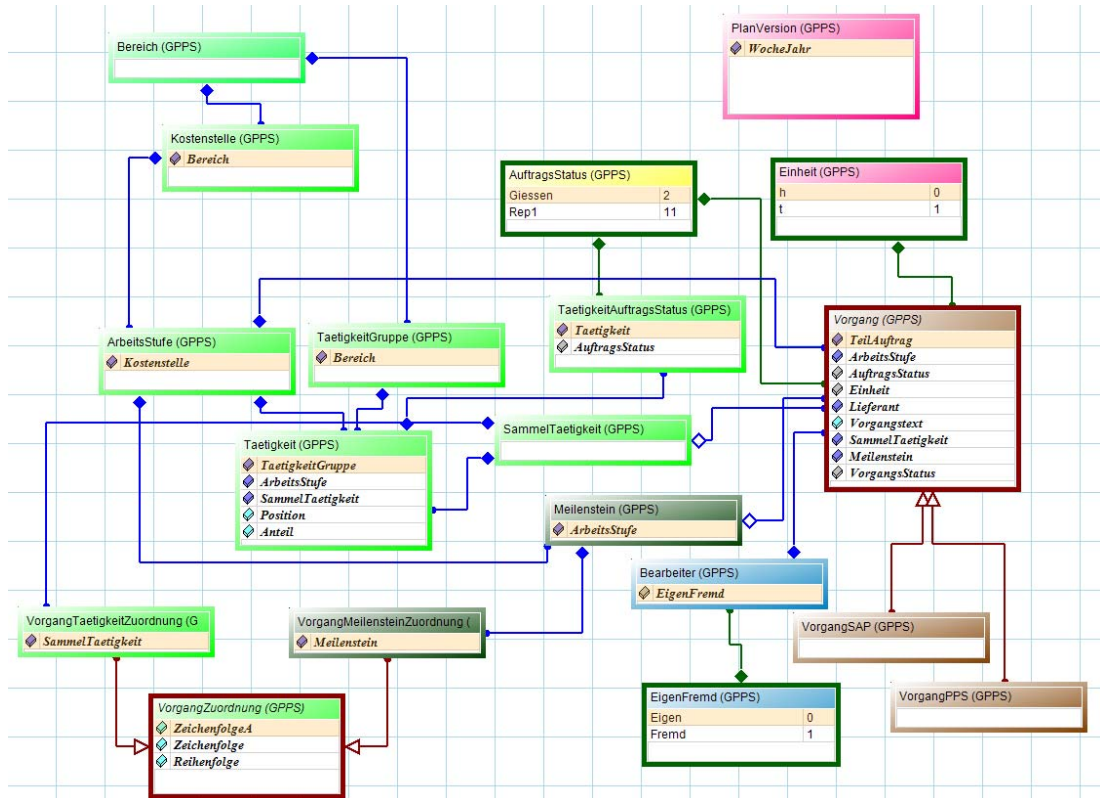 PlanVersion (GPPS)
WocheJahr
Bereich (GPPS)
Kostenstelle (GPPS)
Bereich
AuftragsStatus (GPPS)
Giessen 2
Rep1 11
Einheit (GPPS)
h 0
t 1
ArbeitsStufe (GPPS)
Kostenstelle
TaetigkeitGruppe (GPPS)
Bereich
TaetigkeitAuftragsStatus (GPPS)
Taetigkeit
AuftragsStatus
Vorgang (GPPS)
TeilAuftrag
ArbeitsStufe
AuftragsStatus
Einheit
Lieferant
Vorgangstext
SammelTaetigkeit
Meilenstein
VorgangsStatus
Taetigkeit (GPPS)
TaetigkeitGruppe
ArbeitsStufe
SammelTaetigkeit
Position
Anteil
SammelTaetigkeit (GPPS)
Meilenstein (GPPS)
ArbeitsStufe
Bearbeiter (GPPS)
EigenFremd
VorgangTaetigkeitZuordnung (G
SammelTaetigkeit
VorgangMeilensteinZuordnung (
Meilenstein
VorgangSAP (GPPS)
VorgangPPS (GPPS)
VorgangZuordnung (GPPS)
ZeichenfolgeA
Zeichenfolge
Reihenfolge
EigenFremd (GPPS)
Eigen 0
Fremd 1